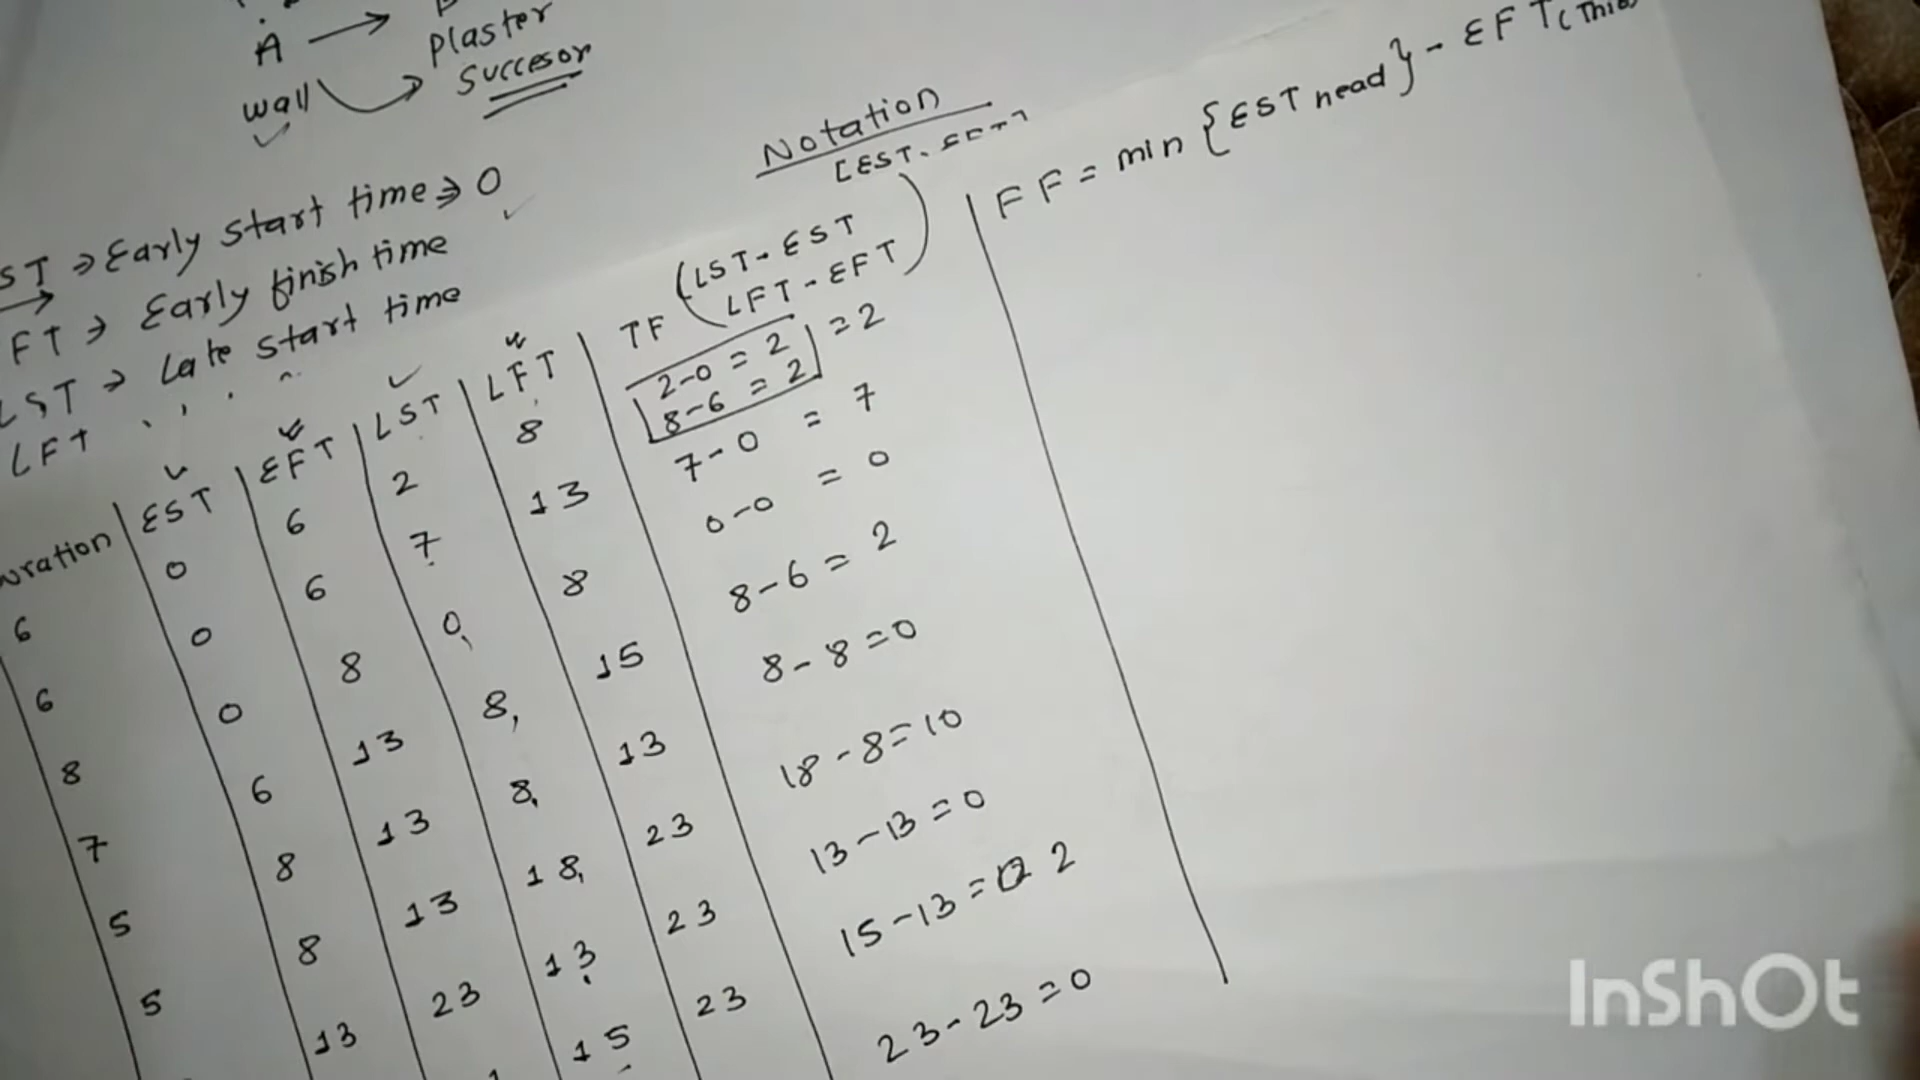 A →
plaster
wall
Succesor
Notation
FF = min {EST head} - EFT (This
ST ⇒ Early start time ⇒ 0
FT ⇒ Early finish time
LST ⇒ Late start time
LFT
uration | EST | EFT | LST | LFT | TF (LST - EST
LFT - EFT)
6 0 6 2 8 2-0 = 2
8-6 = 2 = 2
6 0 6 7 13 7-0 = 7
8 0 8 0, 8 0-0 = 0
7 6 13 8, 15 8-6 = 2
5 8 13 8, 13 8-8=0
5 8 13 18, 23 18-8=10
13 23 13 23 13-13=0
15 23 15-13= 2
23-23=0
InShOt